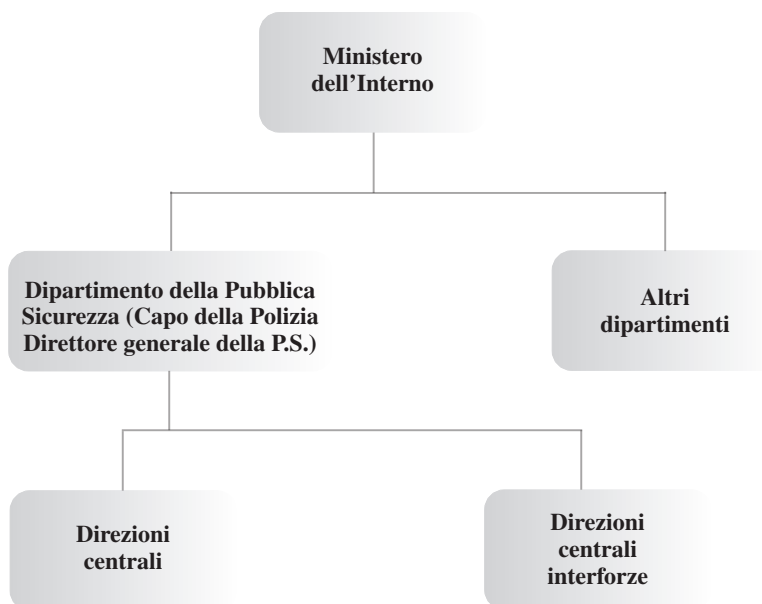 Ministero
dell’Interno
Dipartimento della Pubblica
Sicurezza (Capo della Polizia
Direttore generale della P.S.)
Altri
dipartimenti
Direzioni
centrali
Direzioni
centrali
interforze